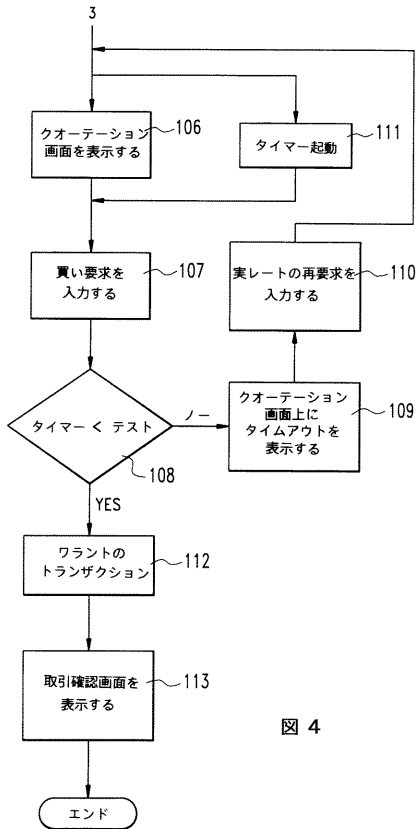 3
クオーテーション
画面を表示する
106
タイマー起動
111
買い要求を
入力する
107
実レートの再要求を
入力する
110
タイマー < テスト
108
ノー
クオーテーション
画面上に
タイムアウトを
表示する
109
YES
ワラントの
トランザクション
112
取引確認画面を
表示する
113
エンド
図 4